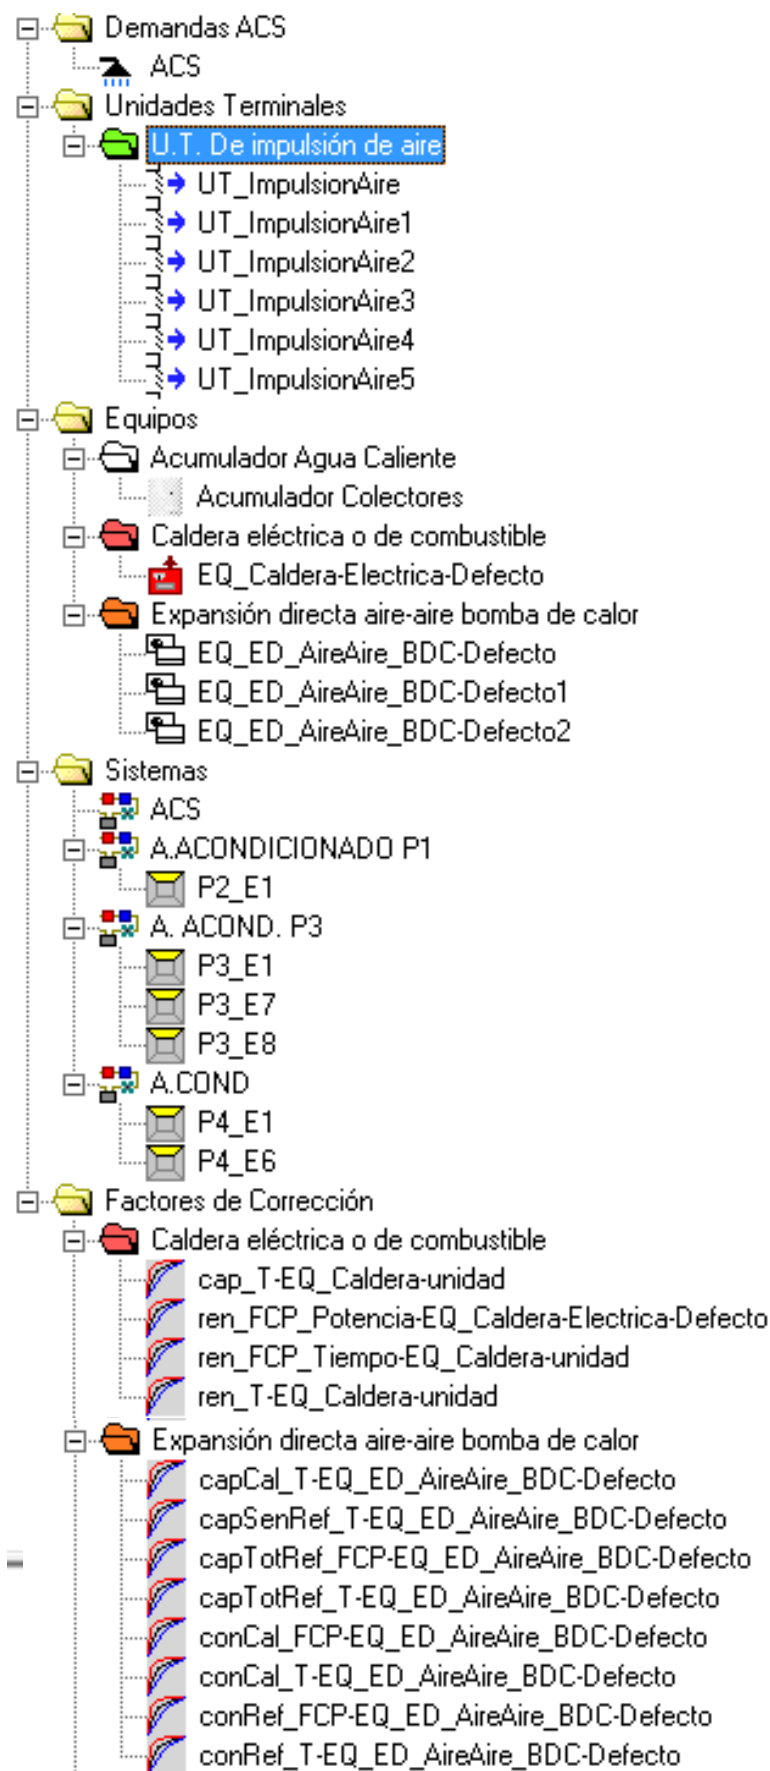 Demandas ACS
ACS
Unidades Terminales
U.T. De impulsión de aire
UT_ImpulsionAire
UT_ImpulsionAire1
UT_ImpulsionAire2
UT_ImpulsionAire3
UT_ImpulsionAire4
UT_ImpulsionAire5
Equipos
Acumulador Agua Caliente
Acumulador Colectores
Caldera eléctrica o de combustible
EQ_Caldera-Electrica-Defecto
Expansión directa aire-aire bomba de calor
EQ_ED_AireAire_BDC-Defecto
EQ_ED_AireAire_BDC-Defecto1
EQ_ED_AireAire_BDC-Defecto2
Sistemas
ACS
A.ACONDICIONADO P1
P2_E1
A. ACOND. P3
P3_E1
P3_E7
P3_E8
A.COND
P4_E1
P4_E6
Factores de Corrección
Caldera eléctrica o de combustible
cap_T-EQ_Caldera-unidad
ren_FCP_Potencia-EQ_Caldera-Electrica-Defecto
ren_FCP_Tiempo-EQ_Caldera-unidad
ren_T-EQ_Caldera-unidad
Expansión directa aire-aire bomba de calor
capCal_T-EQ_ED_AireAire_BDC-Defecto
capSenRef_T-EQ_ED_AireAire_BDC-Defecto
capTotRef_FCP-EQ_ED_AireAire_BDC-Defecto
capTotRef_T-EQ_ED_AireAire_BDC-Defecto
conCal_FCP-EQ_ED_AireAire_BDC-Defecto
conCal_T-EQ_ED_AireAire_BDC-Defecto
conRef_FCP-EQ_ED_AireAire_BDC-Defecto
conRef_T-EQ_ED_AireAire_BDC-Defecto